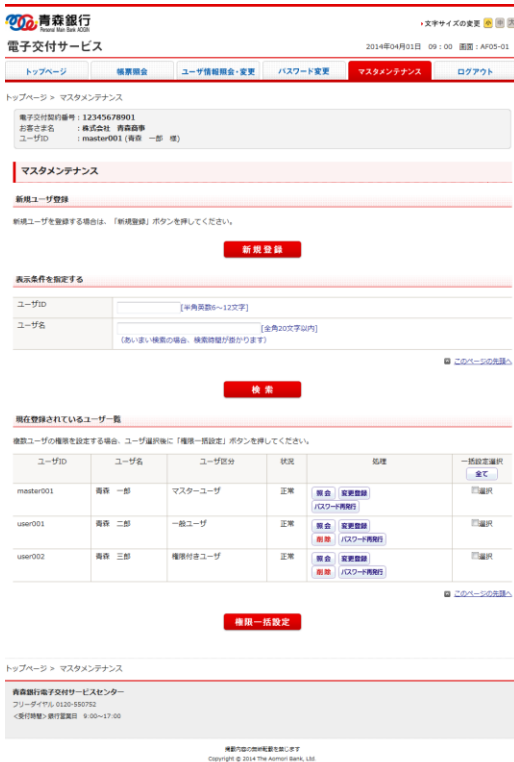 青森銀行
Personal Main Bank AOGIN
文字サイズの変更 小 中 大
電子交付サービス
2014年04月01日 09：00 画面：AF05-01
トップページ 帳票照会 ユーザ情報照会・変更 パスワード変更 マスタメンテナンス ログアウト
トップページ > マスタメンテナンス
電子交付契約番号：12345678901
お客さま名 ：株式会社 青森商事
ユーザID ：master001 (青森 一郎 様)
マスタメンテナンス
新規ユーザ登録
新規ユーザを登録する場合は、「新規登録」ボタンを押してください。
新規登録
表示条件を指定する
ユーザID [半角英数6～12文字]
ユーザ名 [全角20文字以内]
（あいまい検索の場合、検索時間が掛かります）
このページの先頭へ
検索
現在登録されているユーザ一覧
複数ユーザの権限を設定する場合、ユーザ選択後に「権限一括設定」ボタンを押してください。
ユーザID ユーザ名 ユーザ区分 状況 処理 一括設定選択
全て
master001 青森 一郎 マスターユーザ 正常 照会 変更登録 選択
パスワード再発行
user001 青森 二郎 一般ユーザ 正常 照会 変更登録 選択
削除 パスワード再発行
user002 青森 三郎 権限付きユーザ 正常 照会 変更登録 選択
削除 パスワード再発行
このページの先頭へ
権限一括設定
トップページ > マスタメンテナンス
青森銀行電子交付サービスセンター
フリーダイヤル 0120-550752
<受付時間> 銀行営業日 9:00～17:00
掲載内容の無断転載を禁じます
Copyright © 2014 The Aomori Bank, Ltd.